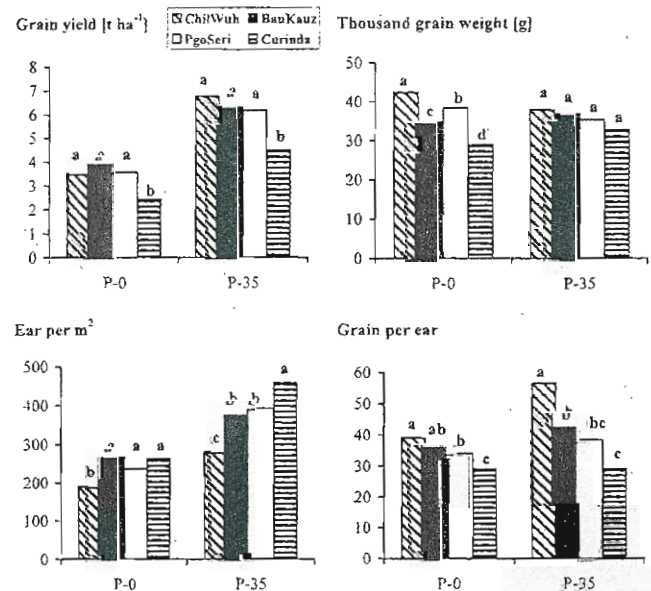 Grain yield [t ha⁻¹]
Chil'Wuh BauKauz
PgoSeri Curinda
8
7
6
5
4
3
2
1
0
a a a b
a a a b
P-0 P-35
Thousand grain weight [g]
50
40
30
20
10
0
a c b d
a a a a
P-0 P-35
Ear per m²
500
400
300
200
100
0
b a a a
c b b a
P-0 P-35
Grain per ear
60
50
40
30
20
10
0
a ab b c
a b bc c
P-0 P-35